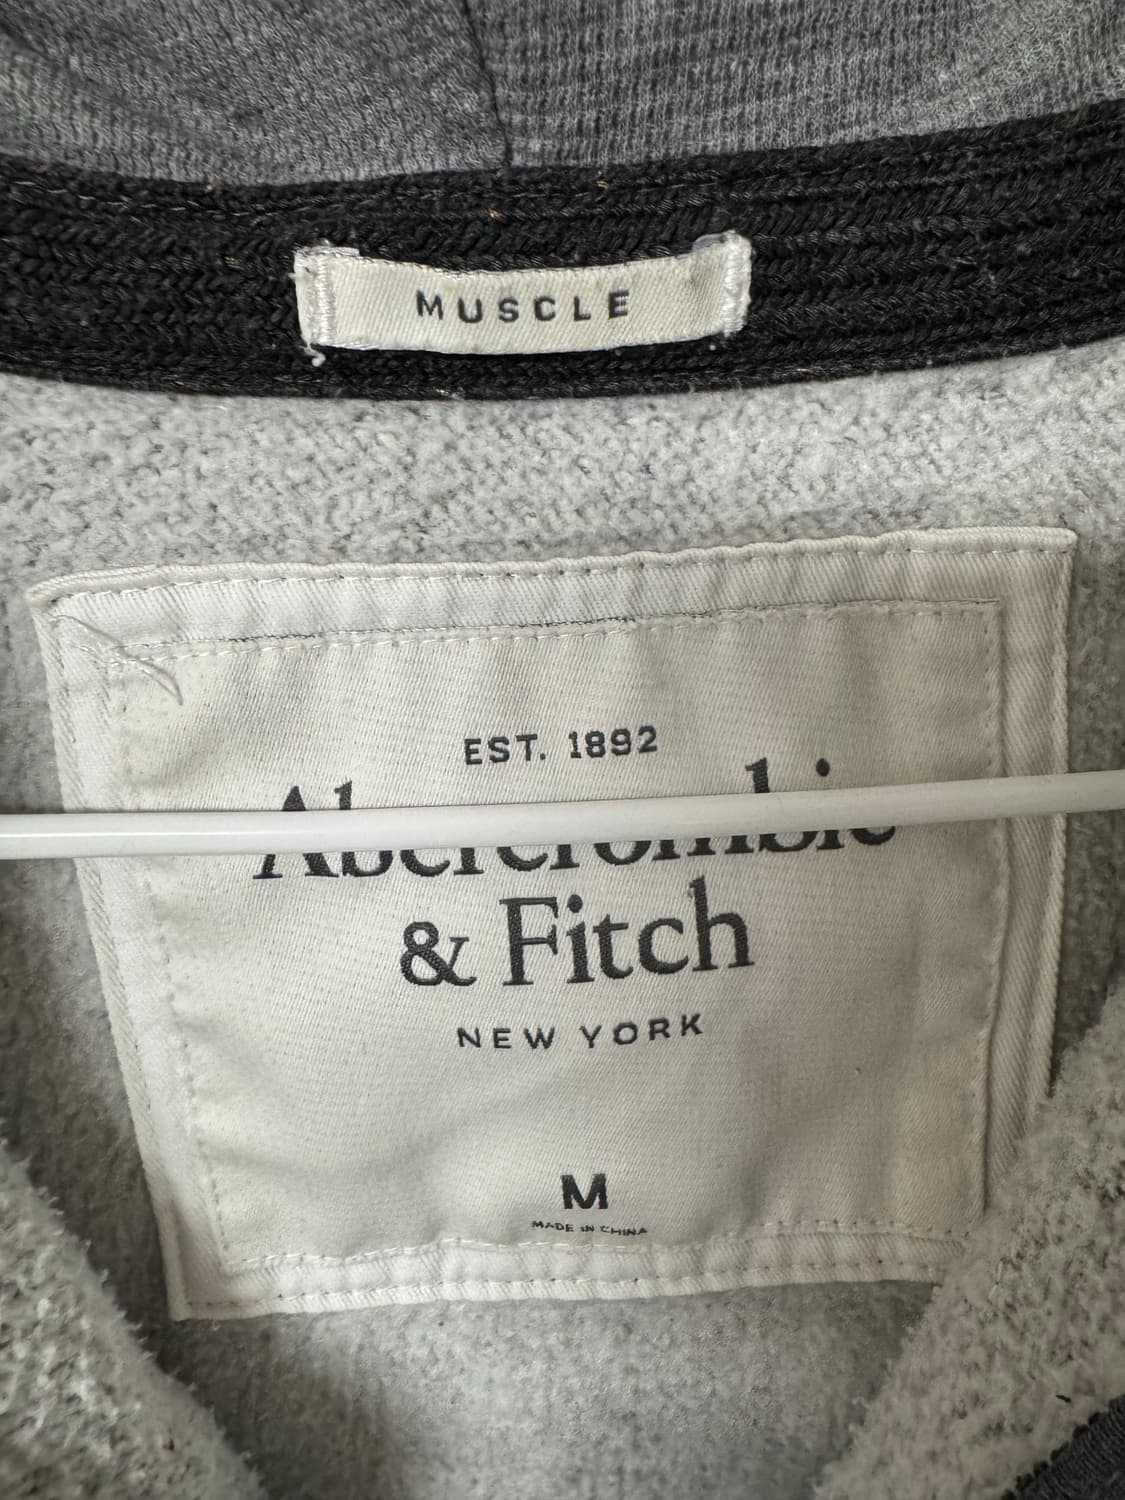 MUSCLE
EST. 1892
Abercrombie
& Fitch
NEW YORK
M
MADE IN CHINA